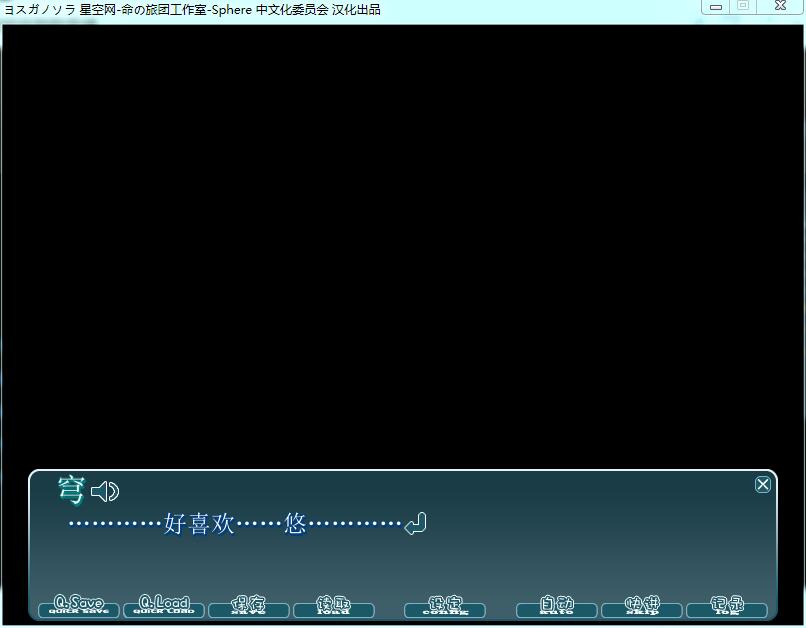 ヨスガノソラ 星空网-命の旅团工作室-Sphere 中文化委员会 汉化出品
穹
…………好喜欢……悠…………
Q.Save Q.Load 保存 读取 设定 自动 快进 记录
quick save quick Load save load config auto skip log